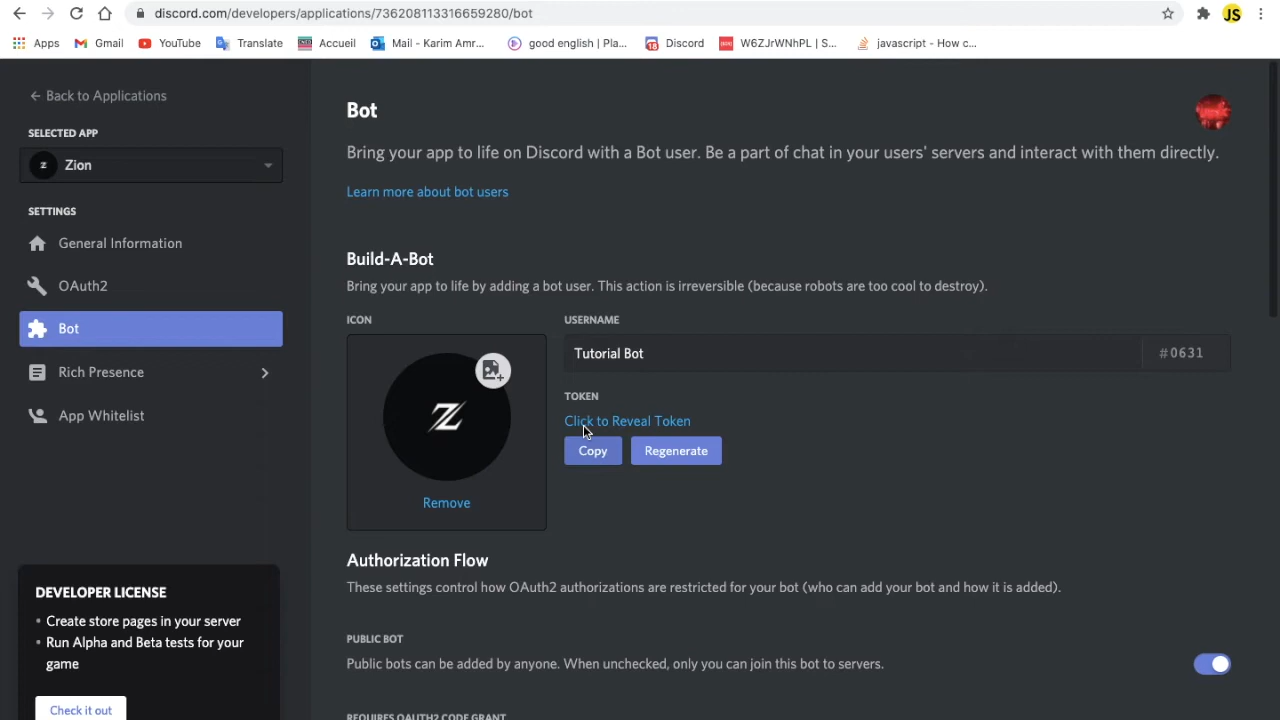 discord.com/developers/applications/736208113316659280/bot
JS
Apps
Gmail
YouTube
Translate
Accueil
Mail - Karim Amr...
good english | Pla...
18
Discord
W6ZJrWNhPL | S...
javascript - How c...
← Back to Applications
SELECTED APP
Z
Zion
SETTINGS
General Information
OAuth2
Bot
Rich Presence
App Whitelist
DEVELOPER LICENSE
• Create store pages in your server
• Run Alpha and Beta tests for your
game
Check it out
Bot
Bring your app to life on Discord with a Bot user. Be a part of chat in your users' servers and interact with them directly.
Learn more about bot users
Build-A-Bot
Bring your app to life by adding a bot user. This action is irreversible (because robots are too cool to destroy).
ICON
Z
Remove
USERNAME
Tutorial Bot
#0631
TOKEN
Click to Reveal Token
Copy
Regenerate
Authorization Flow
These settings control how OAuth2 authorizations are restricted for your bot (who can add your bot and how it is added).
PUBLIC BOT
Public bots can be added by anyone. When unchecked, only you can join this bot to servers.
REQUIRES OAUTH2 CODE GRANT